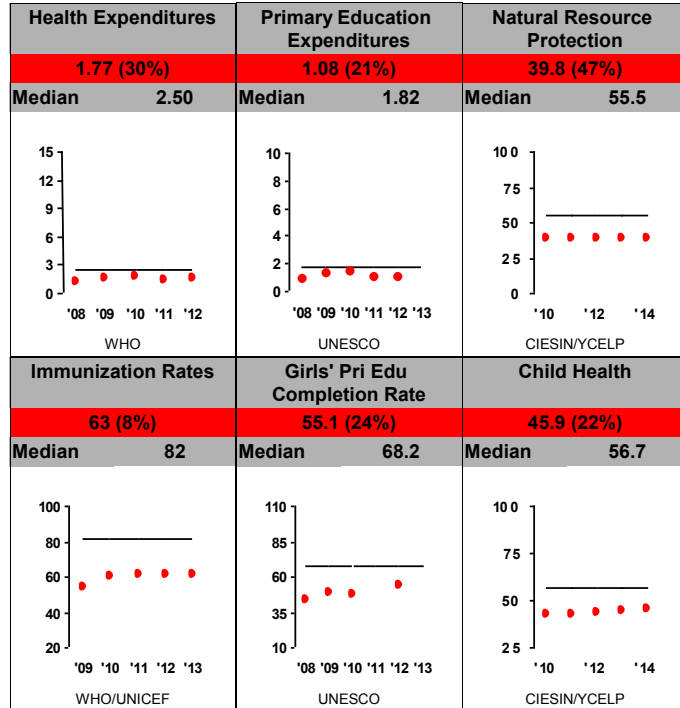 Health Expenditures
1.77 (30%)
Median 2.50
15
12
9
6
3
0
'08 '09 '10 '11 '12
WHO
Primary Education
Expenditures
1.08 (21%)
Median 1.82
10
8
6
4
2
0
'08 '09 '10 '11 '12 '13
UNESCO
Natural Resource
Protection
39.8 (47%)
Median 55.5
100
75
50
25
0
'10 '12 '14
CIESIN/YCELP
Immunization Rates
63 (8%)
Median 82
100
80
60
40
20
'09 '10 '11 '12 '13
WHO/UNICEF
Girls' Pri Edu
Completion Rate
55.1 (24%)
Median 68.2
110
85
60
35
10
'08 '09 '10 '11 '12 '13
UNESCO
Child Health
45.9 (22%)
Median 56.7
100
75
50
25
'10 '12 '14
CIESIN/YCELP